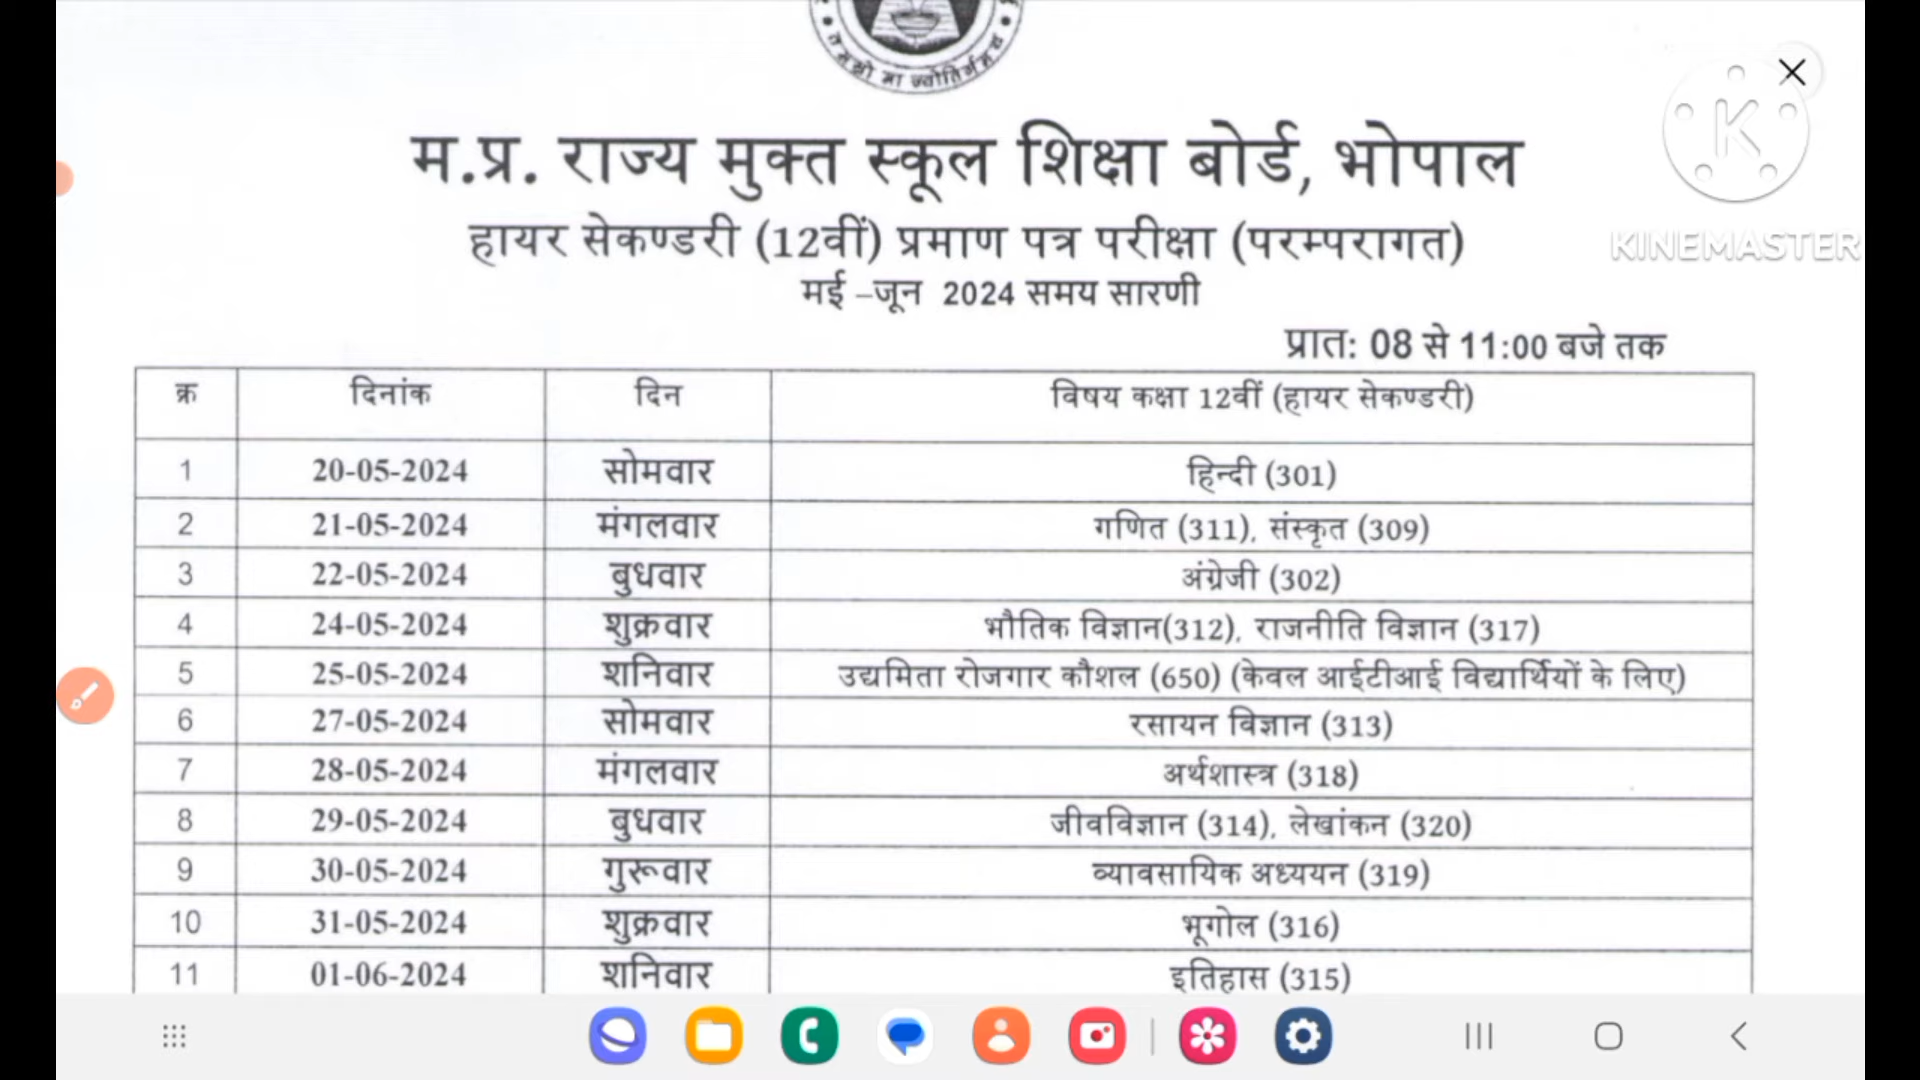 तमसो मा ज्योतिर्गमय
म.प्र. राज्य मुक्त स्कूल शिक्षा बोर्ड, भोपाल
हायर सेकण्डरी (12वीं) प्रमाण पत्र परीक्षा (परम्परागत)
मई –जून 2024 समय सारणी
प्रात: 08 से 11:00 बजे तक
K
KINEMASTER
क्र दिनांक दिन विषय कक्षा 12वीं (हायर सेकण्डरी)
1 20-05-2024 सोमवार हिन्दी (301)
2 21-05-2024 मंगलवार गणित (311), संस्कृत (309)
3 22-05-2024 बुधवार अंग्रेजी (302)
4 24-05-2024 शुक्रवार भौतिक विज्ञान(312), राजनीति विज्ञान (317)
5 25-05-2024 शनिवार उद्यमिता रोजगार कौशल (650) (केवल आईटीआई विद्यार्थियों के लिए)
6 27-05-2024 सोमवार रसायन विज्ञान (313)
7 28-05-2024 मंगलवार अर्थशास्त्र (318)
8 29-05-2024 बुधवार जीवविज्ञान (314), लेखांकन (320)
9 30-05-2024 गुरूवार व्यावसायिक अध्ययन (319)
10 31-05-2024 शुक्रवार भूगोल (316)
11 01-06-2024 शनिवार इतिहास (315)